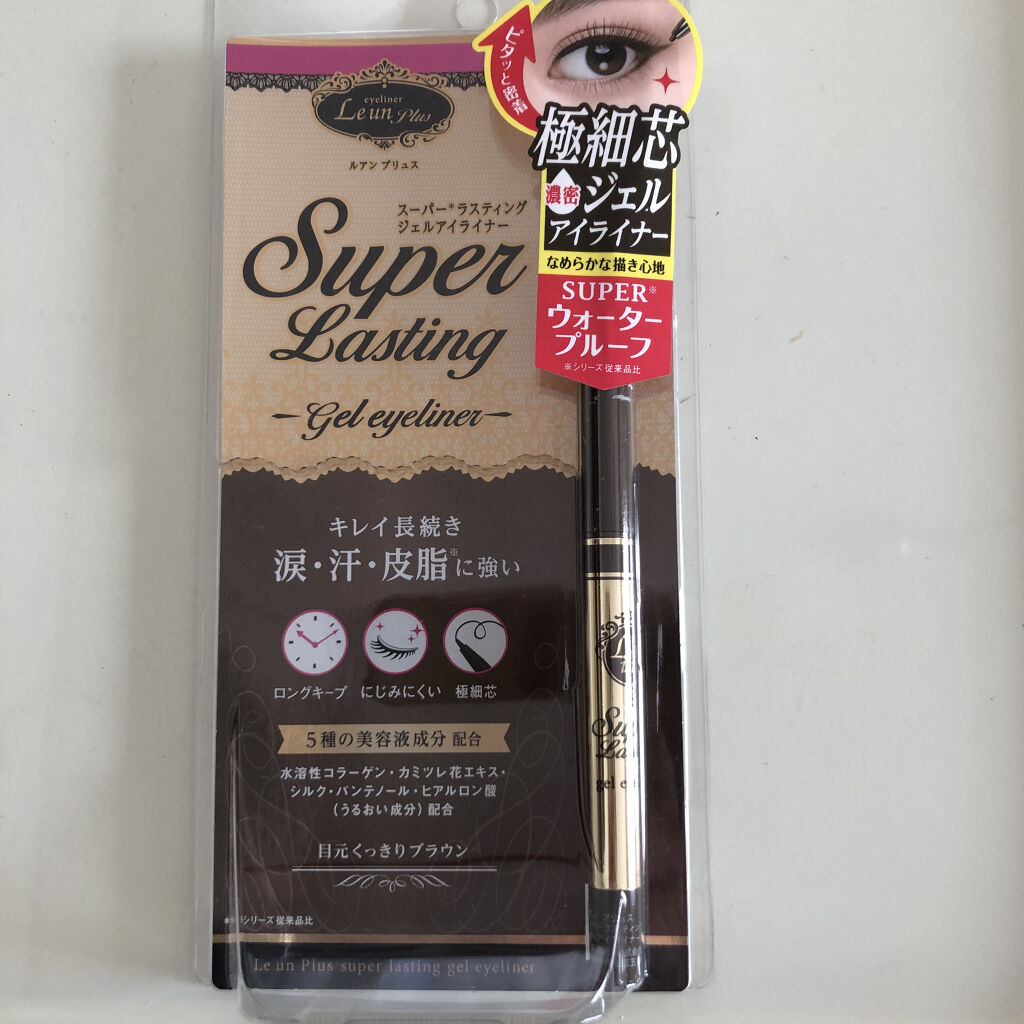 eyeliner
Le un Plus
ルアン プリュス
スーパー*ラスティング
ジェルアイライナー
Super
Lasting
Gel eyeliner
ピタッと密着
極細芯
濃密
ジェル
アイライナー
なめらかな描き心地
SUPER※
ウォーター
プルーフ
※シリーズ従来品比
キレイ長続き
涙・汗・皮脂※に強い
ロングキープ にじみにくい 極細芯
5種の美容液成分 配合
水溶性コラーゲン・カミツレ花エキス・
シルク・パンテノール・ヒアルロン酸
（うるおい成分）配合
目元くっきりブラウン
シリーズ従来品比
Le un Plus super lasting gel eyeliner
Su
La
gel e
プリュス